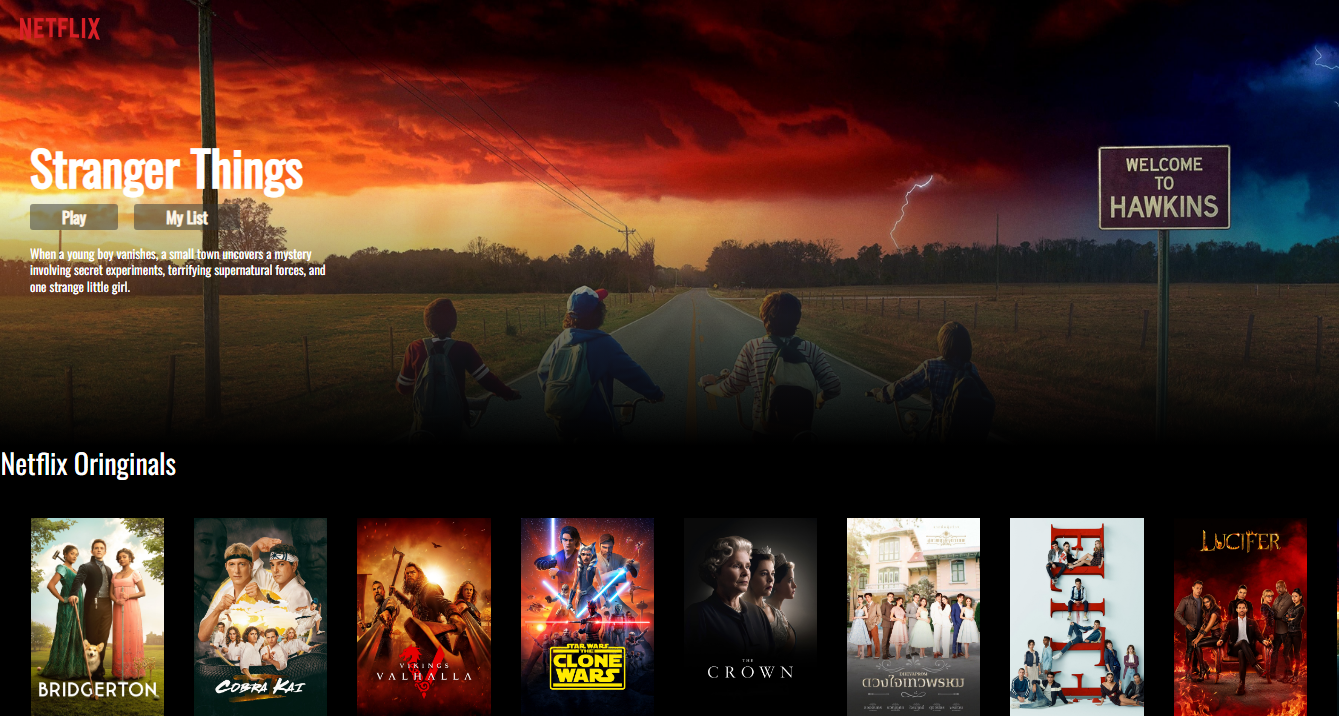 NETFLIX
Stranger Things
Play
My List
When a young boy vanishes, a small town uncovers a mystery
involving secret experiments, terrifying supernatural forces, and
one strange little girl.
WELCOME
TO
HAWKINS
Netflix Oringinals
BRIDGERTON
COBRA KAI
VIKINGS
VALHALLA
STAR WARS
THE
CLONE
WARS
THE
CROWN
ดวงใจเทวพรหม
ELITE
LUCIFER